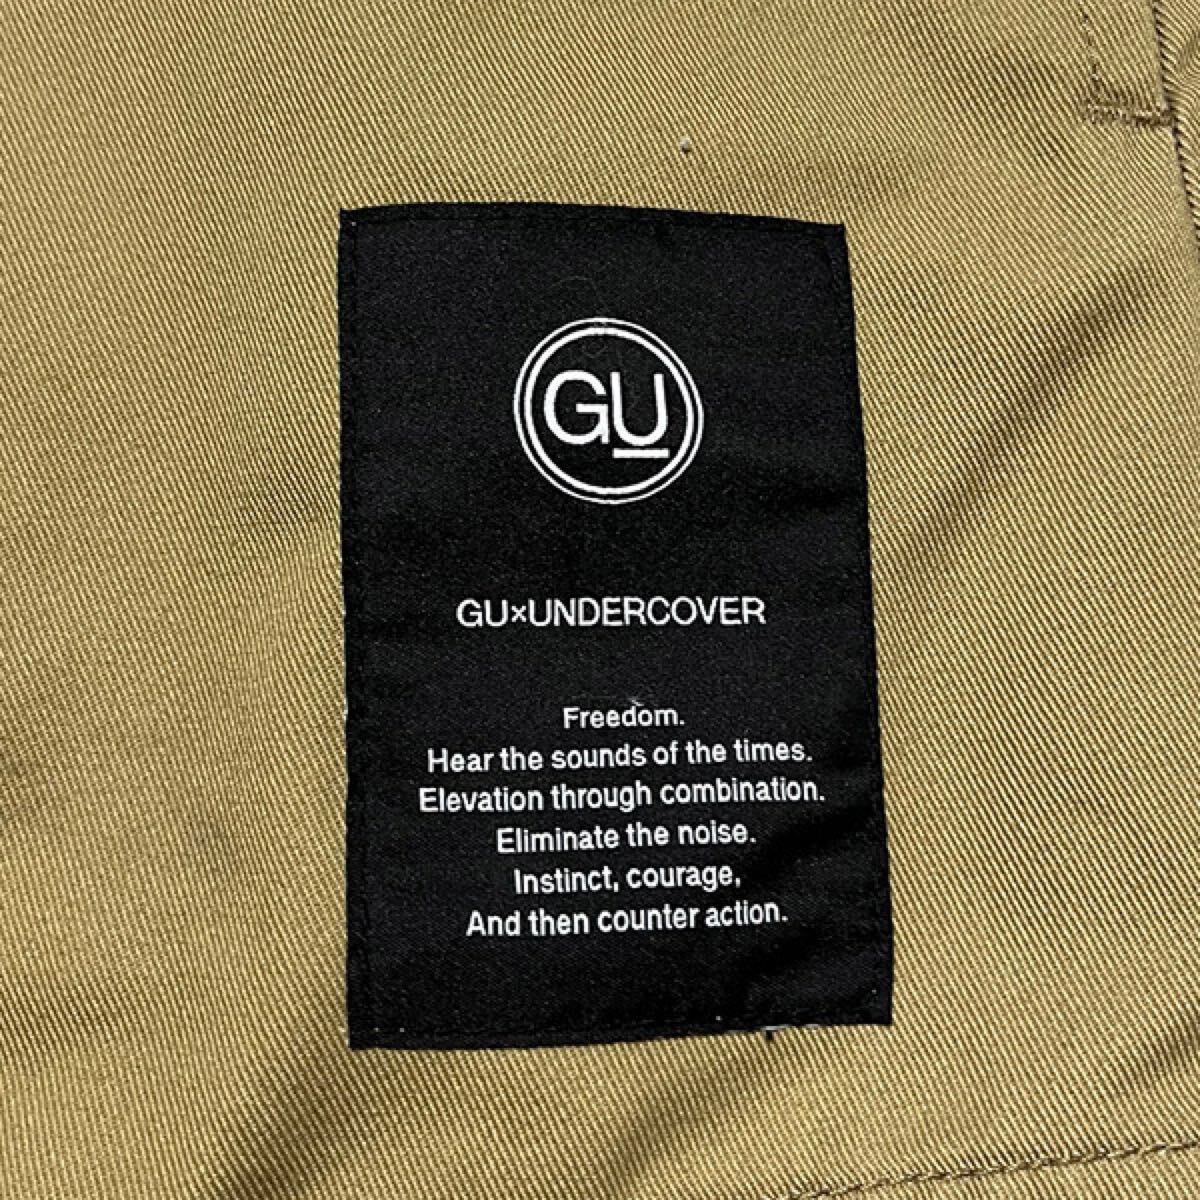 GU
GU×UNDERCOVER
Freedom.
Hear the sounds of the times.
Elevation through combination.
Eliminate the noise.
Instinct, courage,
And then counter action.